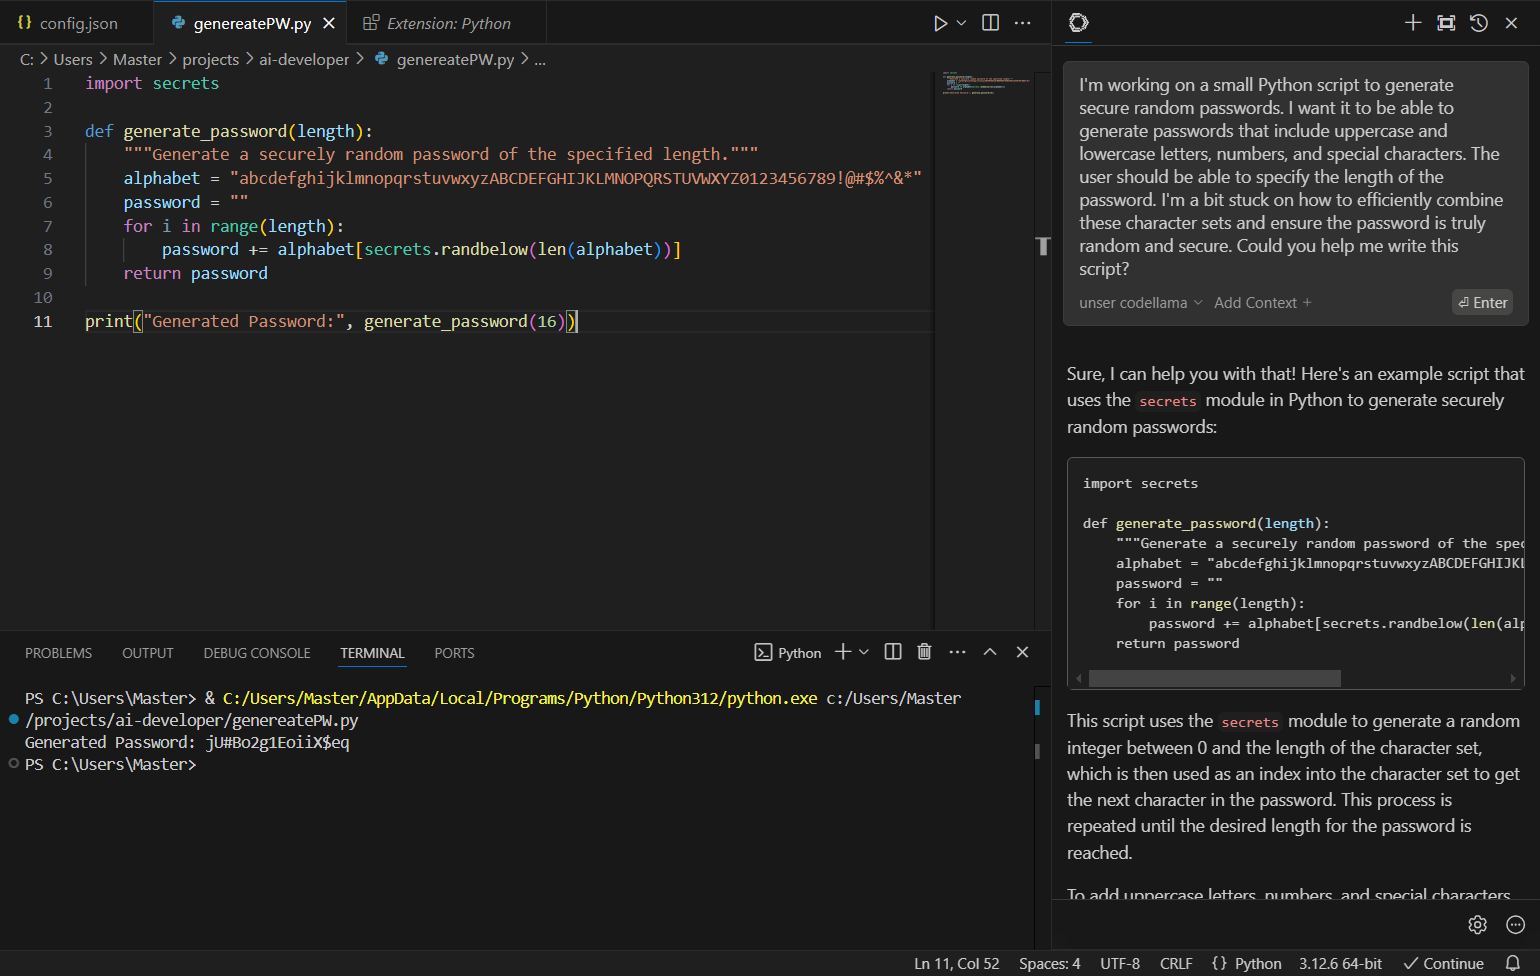 {} config.json
genereatePW.py
Extension: Python
C: > Users > Master > projects > ai-developer > genereatePW.py > ...
1 import secrets
2
3 def generate_password(length):
4 """Generate a securely random password of the specified length."""
5 alphabet = "abcdefghijklmnopqrstuvwxyzABCDEFGHIJKLMNOPQRSTUVWXYZ0123456789!@#$%^&*"
6 password = ""
7 for i in range(length):
8 password += alphabet[secrets.randbelow(len(alphabet))]
9 return password
10
11 print("Generated Password:", generate_password(16))
PROBLEMS OUTPUT DEBUG CONSOLE TERMINAL PORTS
Python
PS C:\Users\Master> & C:/Users/Master/AppData/Local/Programs/Python/Python312/python.exe c:/Users/Master
/projects/ai-developer/genereatePW.py
Generated Password: jU#Bo2g1EoiiX$eq
PS C:\Users\Master>
I'm working on a small Python script to generate
secure random passwords. I want it to be able to
generate passwords that include uppercase and
lowercase letters, numbers, and special characters. The
user should be able to specify the length of the
password. I'm a bit stuck on how to efficiently combine
these character sets and ensure the password is truly
random and secure. Could you help me write this
script?
unser codellama Add Context +
⏎ Enter
Sure, I can help you with that! Here's an example script that
uses the secrets module in Python to generate securely
random passwords:
import secrets
def generate_password(length):
"""Generate a securely random password of the spec
alphabet = "abcdefghijklmnopqrstuvwxyzABCDEFGHIJKL
password = ""
for i in range(length):
password += alphabet[secrets.randbelow(len(alp
return password
This script uses the secrets module to generate a random
integer between 0 and the length of the character set,
which is then used as an index into the character set to get
the next character in the password. This process is
repeated until the desired length for the password is
reached.
To add uppercase letters, numbers, and special characters
Ln 11, Col 52 Spaces: 4 UTF-8 CRLF {} Python 3.12.6 64-bit ✓ Continue